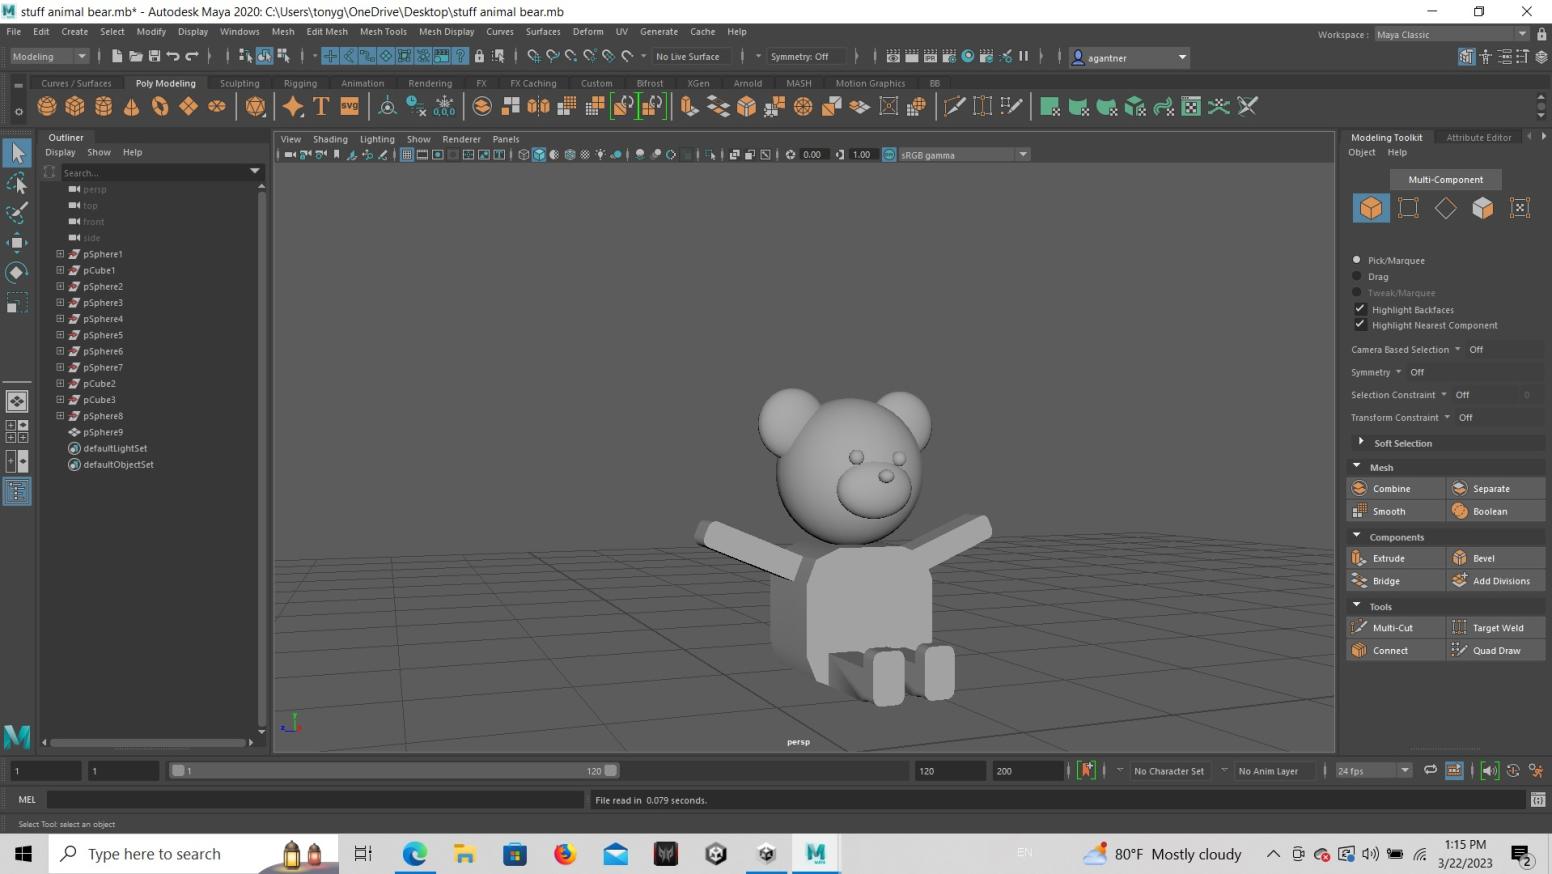 stuff animal bear.mb* - Autodesk Maya 2020: C:\Users\tonyg\OneDrive\Desktop\stuff animal bear.mb
File Edit Create Select Modify Display Windows Mesh Edit Mesh Mesh Tools Mesh Display Curves Surfaces Deform UV Generate Cache Help
Workspace : Maya Classic
Modeling No Live Surface Symmetry: Off agantner
Curves / Surfaces Poly Modeling Sculpting Rigging Animation Rendering FX FX Caching Custom Bifrost XGen Arnold MASH Motion Graphics BB
T SVG 0,0,0
Outliner
Display Show Help
Search...
persp
top
front
side
pSphere1
pCube1
pSphere2
pSphere3
pSphere4
pSphere5
pSphere6
pSphere7
pCube2
pCube3
pSphere8
pSphere9
defaultLightSet
defaultObjectSet
View Shading Lighting Show Renderer Panels
0.00 1.00 sRGB gamma
persp
Modeling Toolkit Attribute Editor
Object Help
Multi-Component
Pick/Marquee
Drag
Tweak/Marquee
Highlight Backfaces
Highlight Nearest Component
Camera Based Selection Off
Symmetry Off
Selection Constraint Off 0
Transform Constraint Off
Soft Selection
Mesh
Combine Separate
Smooth Boolean
Components
Extrude Bevel
Bridge Add Divisions
Tools
Multi-Cut Target Weld
Connect Quad Draw
1 1 1 120 120 200 No Character Set No Anim Layer 24 fps
MEL File read in 0.079 seconds.
Select Tool: select an object
Type here to search
EN
80°F Mostly cloudy
1:15 PM
3/22/2023
2